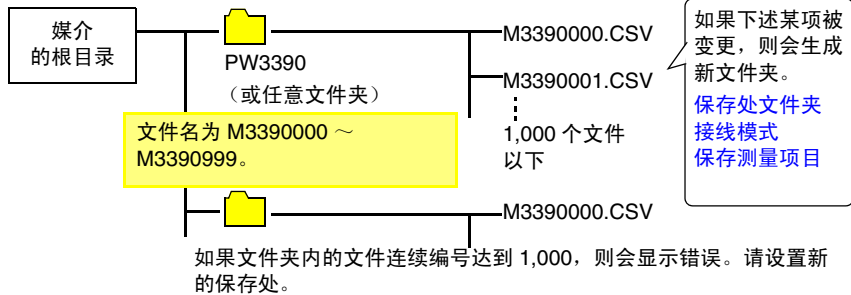 媒介
的根目录
PW3390
（或任意文件夹）
文件名为 M3390000 ～
M3390999。
M3390000.CSV
M3390001.CSV
1,000 个文件
以下
如果下述某项被
变更，则会生成
新文件夹。
保存处文件夹
接线模式
保存测量项目
M3390000.CSV
如果文件夹内的文件连续编号达到 1,000，则会显示错误。请设置新
的保存处。